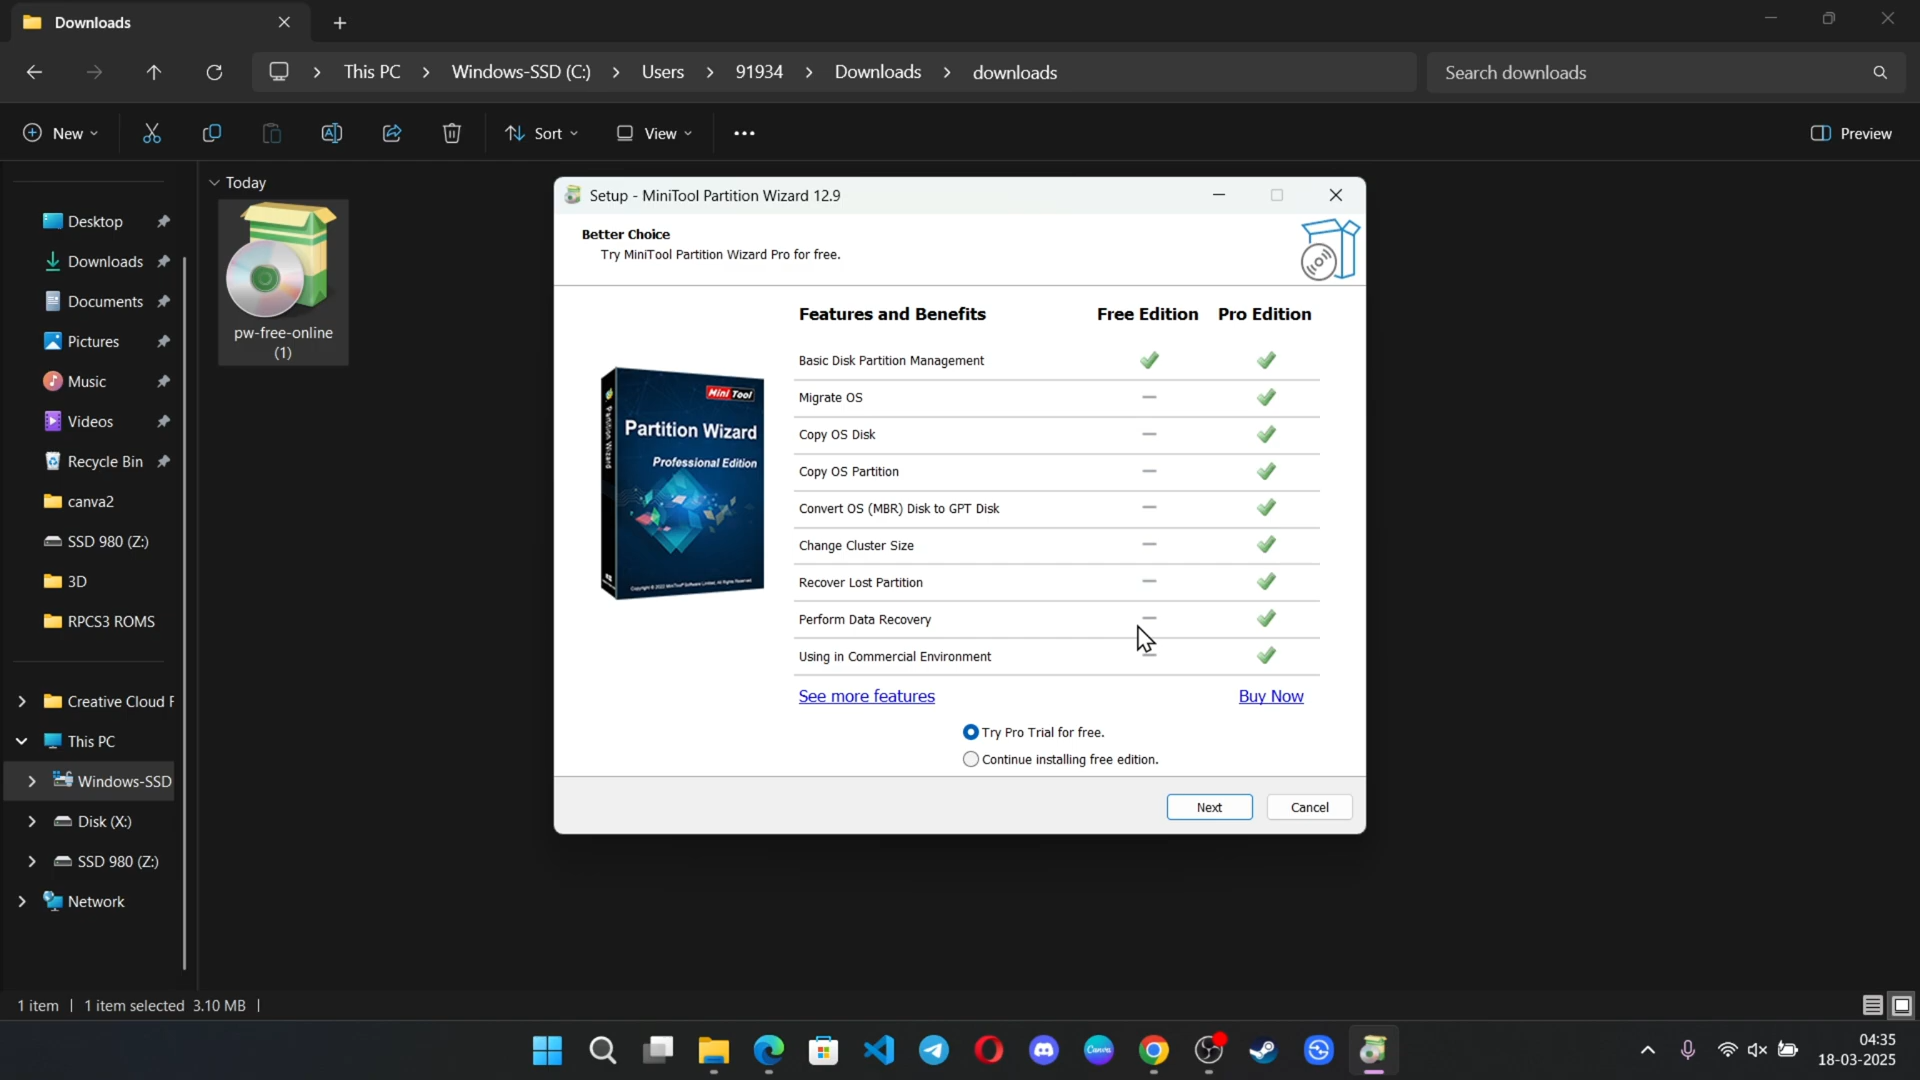 Downloads
This PC > Windows-SSD (C:) > Users > 91934 > Downloads > downloads
Search downloads
New
Sort
View
Preview
Today
pw-free-online
(1)
Desktop
Downloads
Documents
Pictures
Music
Videos
Recycle Bin
canva2
SSD 980 (Z:)
3D
RPCS3 ROMS
Creative Cloud F
This PC
Windows-SSD
Disk (X:)
SSD 980 (Z:)
Network
Setup - MiniTool Partition Wizard 12.9
Better Choice
Try MiniTool Partition Wizard Pro for free.
Mini Tool
Partition Wizard
Professional Edition
Partition Wizard
Features and Benefits Free Edition Pro Edition
Basic Disk Partition Management
Migrate OS
Copy OS Disk
Copy OS Partition
Convert OS (MBR) Disk to GPT Disk
Change Cluster Size
Recover Lost Partition
Perform Data Recovery
Using in Commercial Environment
See more features Buy Now
Try Pro Trial for free.
Continue installing free edition.
Next Cancel
1 item | 1 item selected 3.10 MB |
Canva
04:35
18-03-2025